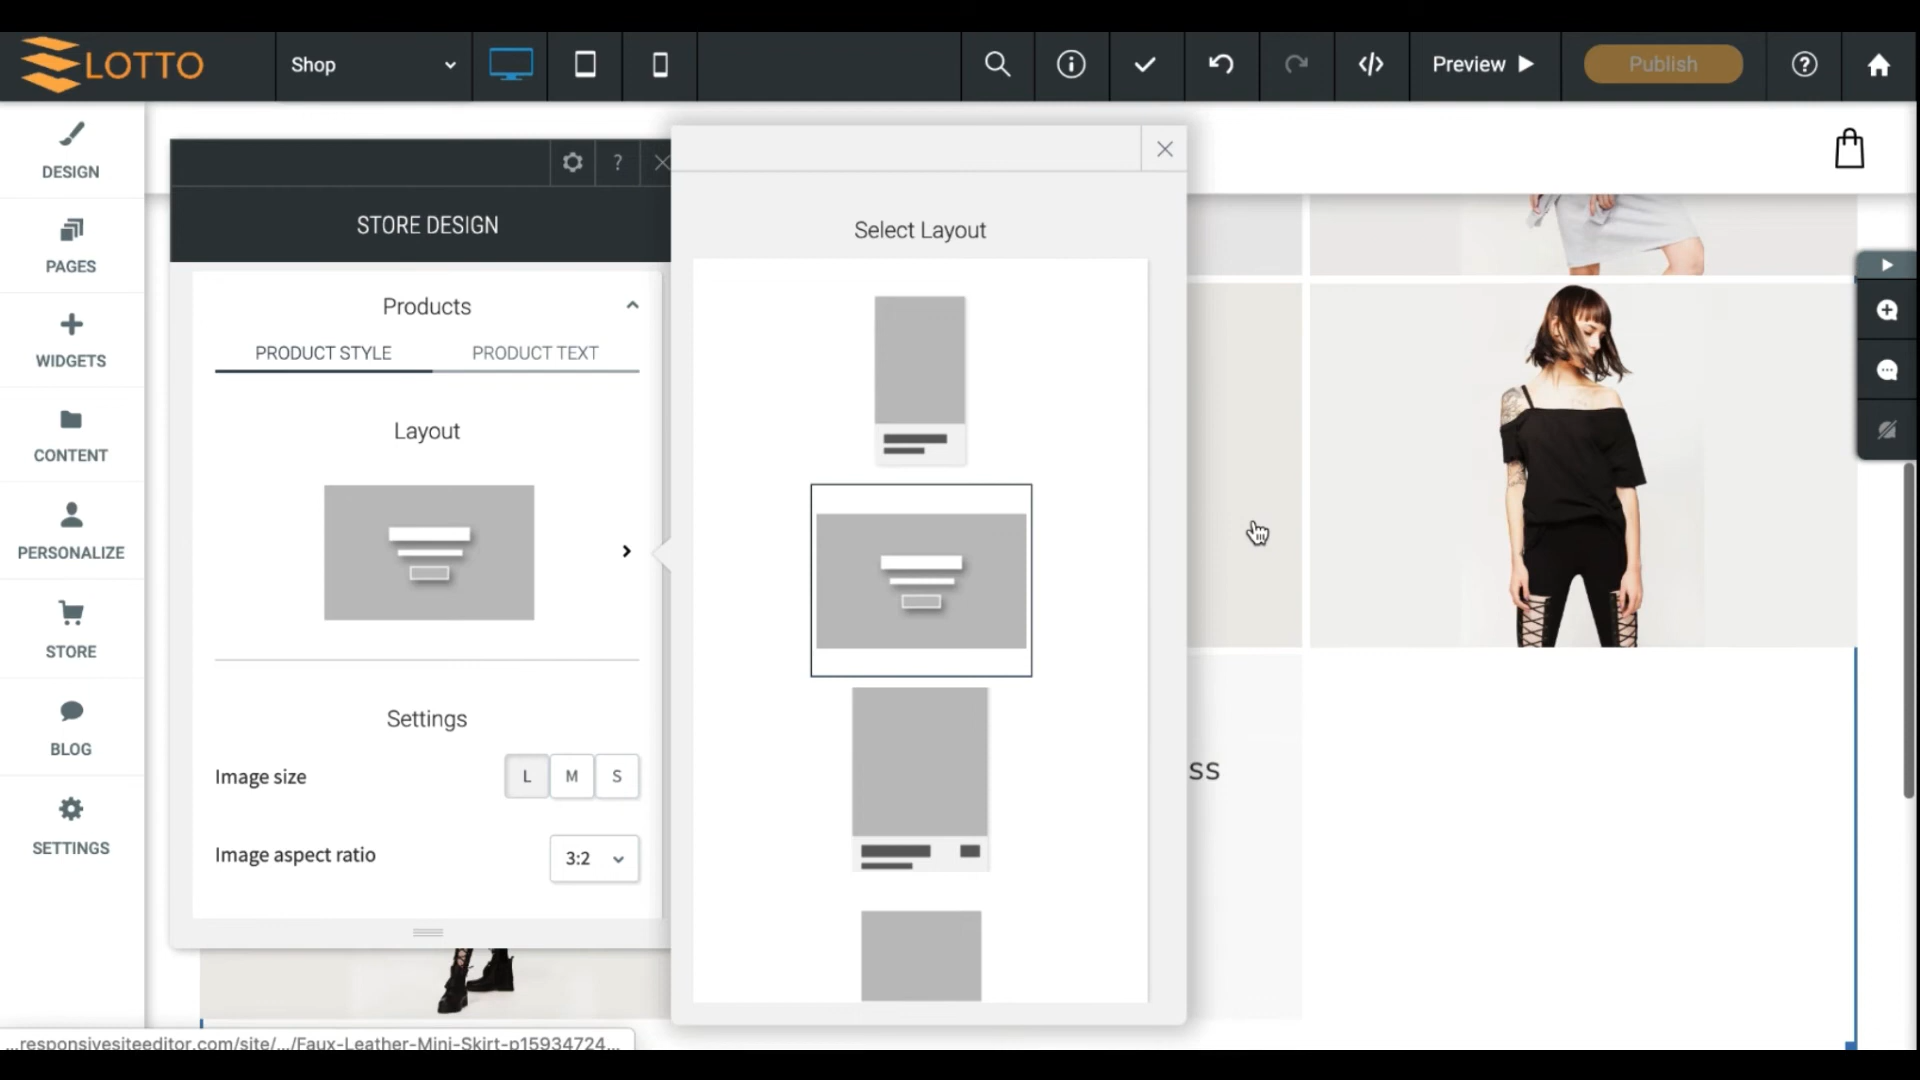 LOTTO
Shop
Preview
Publish
?
DESIGN
PAGES
WIDGETS
CONTENT
PERSONALIZE
STORE
BLOG
SETTINGS
?
STORE DESIGN
Products
PRODUCT STYLE
PRODUCT TEXT
Layout
Settings
Image size
L
M
S
Image aspect ratio
3:2
Select Layout
ss
...responsivesiteeditor.com/site/.../Faux-Leather-Mini-Skirt-p15934724...